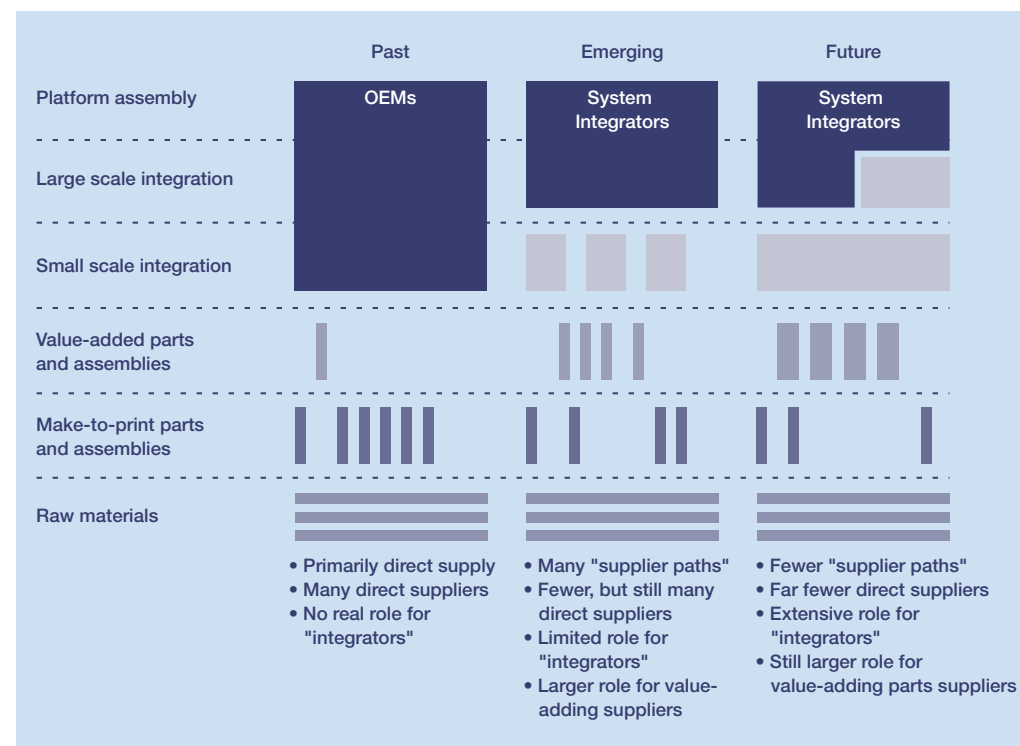 Past
Emerging
Future
Platform assembly
OEMs
System
Integrators
System
Integrators
Large scale integration
Small scale integration
Value-added parts
and assemblies
Make-to-print parts
and assemblies
Raw materials
• Primarily direct supply
• Many direct suppliers
• No real role for
"integrators"
• Many "supplier paths"
• Fewer, but still many
direct suppliers
• Limited role for
"integrators"
• Larger role for value-
adding suppliers
• Fewer "supplier paths"
• Far fewer direct suppliers
• Extensive role for
"integrators"
• Still larger role for
value-adding parts suppliers